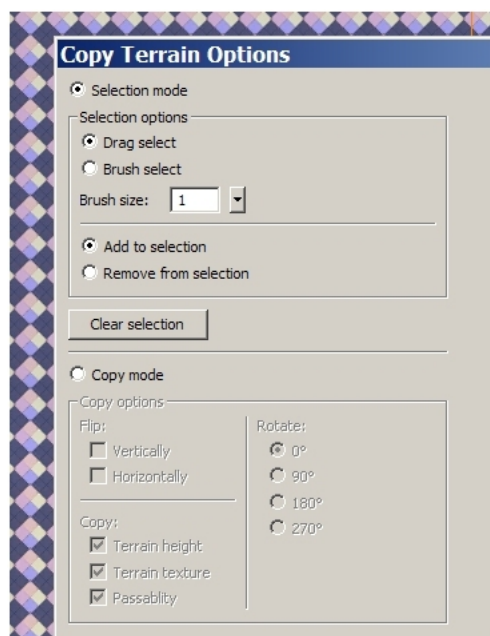 Copy Terrain Options
Selection mode
Selection options
Drag select
Brush select
Brush size: 1
Add to selection
Remove from selection
Clear selection
Copy mode
Copy options
Flip:
Vertically
Horizontally
Copy:
Terrain height
Terrain texture
Passablity
Rotate:
0°
90°
180°
270°